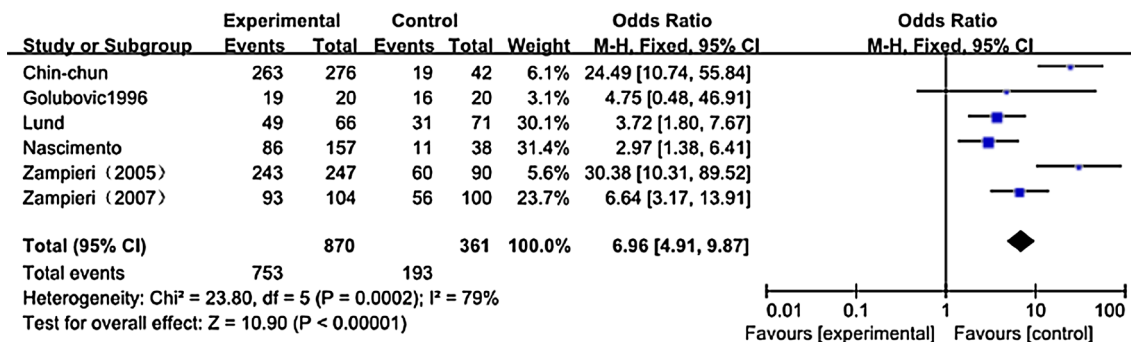 Experimental Control Odds Ratio Odds Ratio
Study or Subgroup Events Total Events Total Weight M-H, Fixed, 95% CI M-H, Fixed, 95% CI
Chin-chun 263 276 19 42 6.1% 24.49 [10.74, 55.84]
Golubovic1996 19 20 16 20 3.1% 4.75 [0.48, 46.91]
Lund 49 66 31 71 30.1% 3.72 [1.80, 7.67]
Nascimento 86 157 11 38 31.4% 2.97 [1.38, 6.41]
Zampieri（2005） 243 247 60 90 5.6% 30.38 [10.31, 89.52]
Zampieri（2007） 93 104 56 100 23.7% 6.64 [3.17, 13.91]
Total (95% CI) 870 361 100.0% 6.96 [4.91, 9.87]
Total events 753 193
Heterogeneity: Chi² = 23.80, df = 5 (P = 0.0002); I² = 79%
Test for overall effect: Z = 10.90 (P < 0.00001)
0.01 0.1 1 10 100
Favours [experimental] Favours [control]